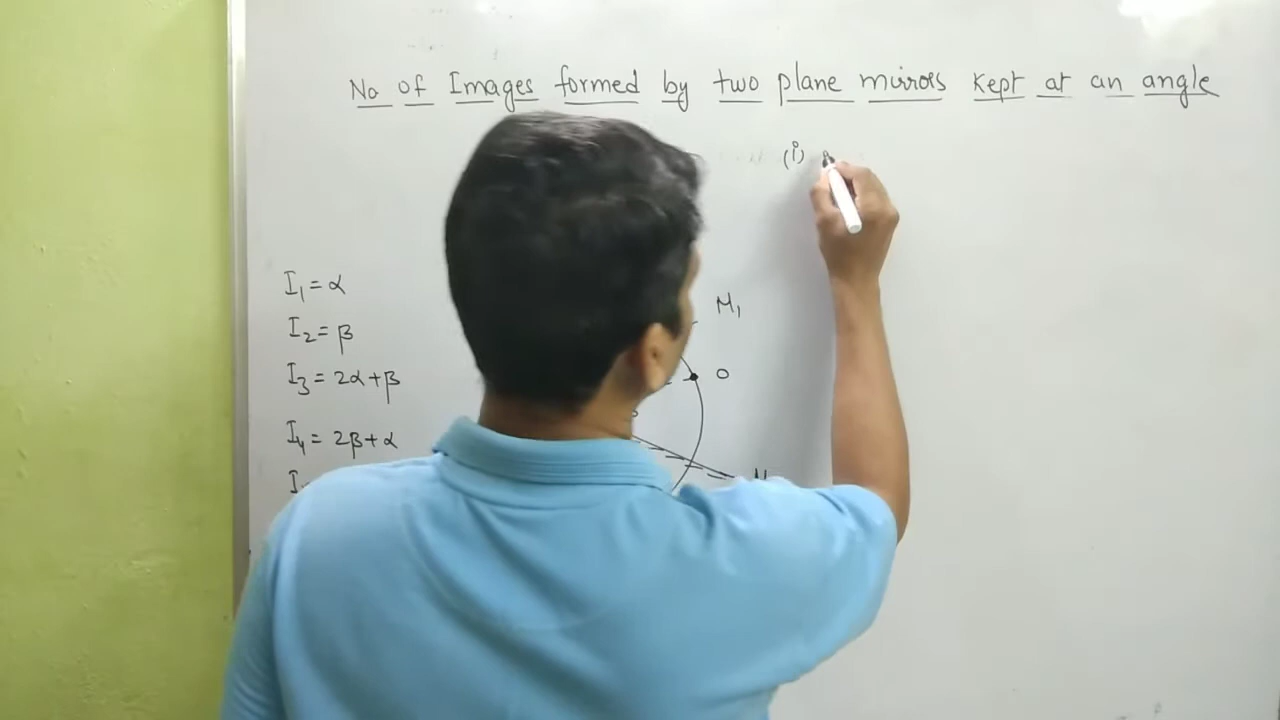 No of Images formed by two plane mirrors kept at an angle
(i)
I₁ = α
I₂ = β
I₃ = 2α+β
I₄ = 2β+α
M₁
O